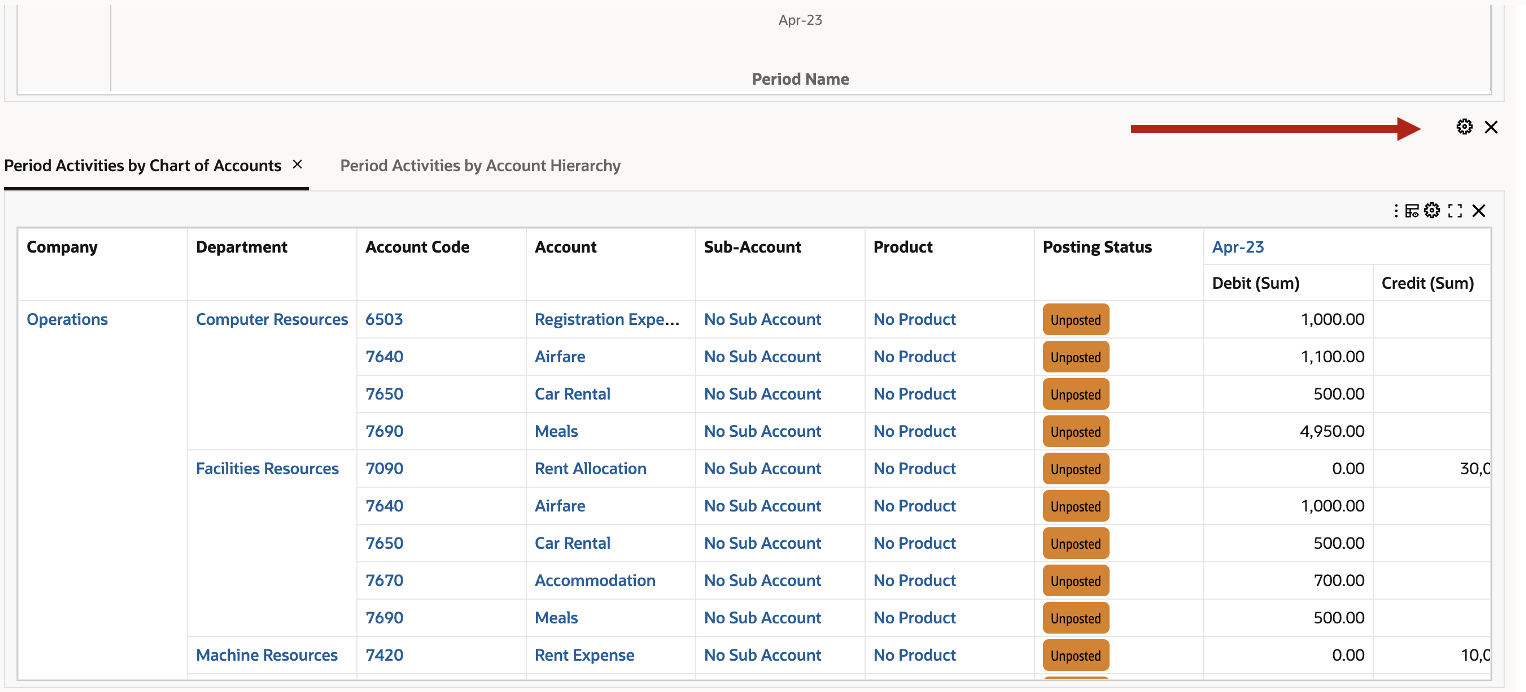 Apr-23
Period Name
Period Activities by Chart of Accounts Period Activities by Account Hierarchy
Company Department Account Code Account Sub-Account Product Posting Status Apr-23
Debit (Sum) Credit (Sum)
Operations Computer Resources 6503 Registration Expe... No Sub Account No Product Unposted 1,000.00
7640 Airfare No Sub Account No Product Unposted 1,100.00
7650 Car Rental No Sub Account No Product Unposted 500.00
7690 Meals No Sub Account No Product Unposted 4,950.00
Facilities Resources 7090 Rent Allocation No Sub Account No Product Unposted 0.00 30,0
7640 Airfare No Sub Account No Product Unposted 1,000.00
7650 Car Rental No Sub Account No Product Unposted 500.00
7670 Accommodation No Sub Account No Product Unposted 700.00
7690 Meals No Sub Account No Product Unposted 500.00
Machine Resources 7420 Rent Expense No Sub Account No Product Unposted 0.00 10,0